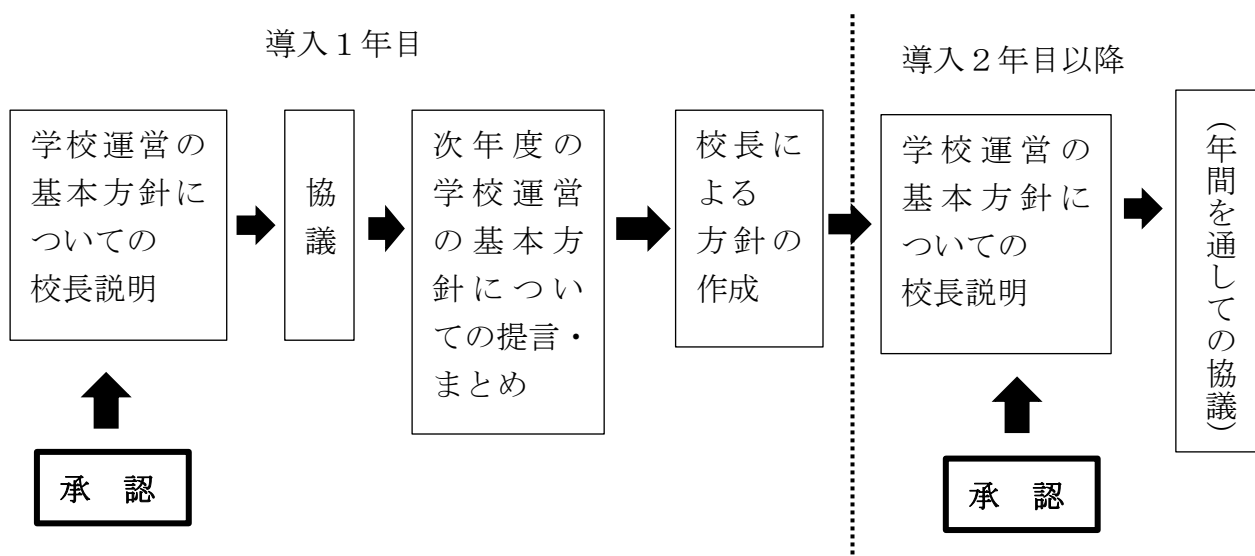 導入１年目
学校運営の
基本方針に
ついての
校長説明
協
議
次年度の
学校運営
の基本方
針につい
ての提言・
まとめ
校長に
よる
方針の
作成
承　認
導入２年目以降
学校運営の
基本方針に
ついての
校長説明
（年間を通しての協議）
承　認